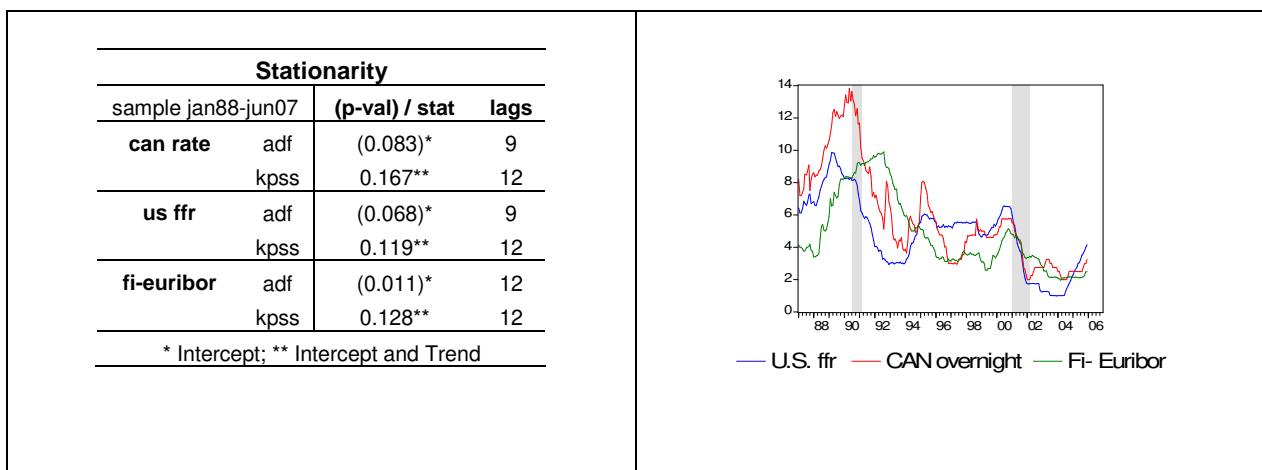 Stationarity
sample jan88-jun07 (p-val) / stat lags
can rate adf (0.083)* 9
kpss 0.167** 12
us ffr adf (0.068)* 9
kpss 0.119** 12
fi-euribor adf (0.011)* 12
kpss 0.128** 12
* Intercept; ** Intercept and Trend
14
12
10
8
6
4
2
0
88 90 92 94 96 98 00 02 04 06
U.S. ffr CAN overnight Fi- Euribor